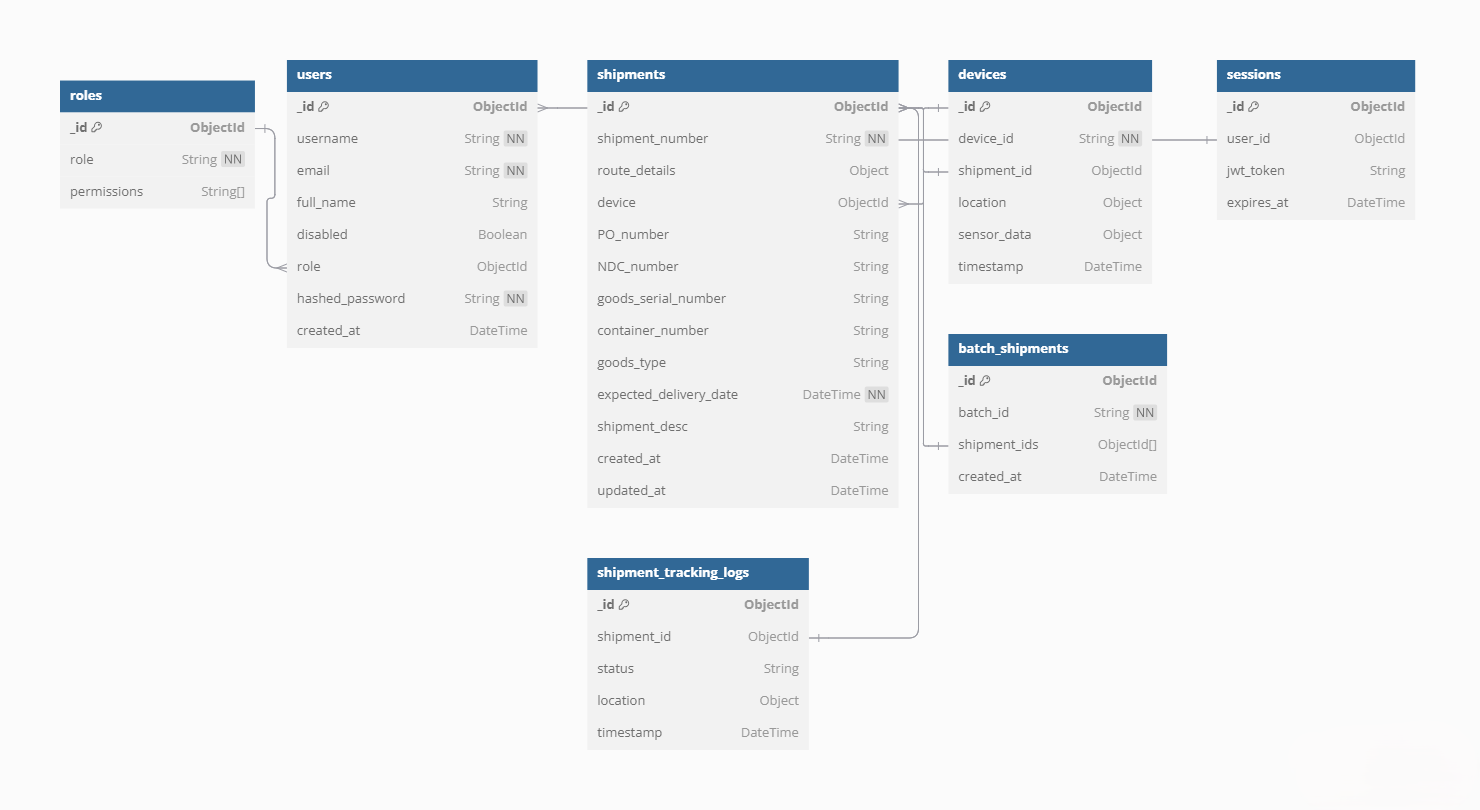 roles
_id ObjectId
role String NN
permissions String[]
users
_id ObjectId
username String NN
email String NN
full_name String
disabled Boolean
role ObjectId
hashed_password String NN
created_at DateTime
shipments
_id ObjectId
shipment_number String NN
route_details Object
device ObjectId
PO_number String
NDC_number String
goods_serial_number String
container_number String
goods_type String
expected_delivery_date DateTime NN
shipment_desc String
created_at DateTime
updated_at DateTime
devices
_id ObjectId
device_id String NN
shipment_id ObjectId
location Object
sensor_data Object
timestamp DateTime
sessions
_id ObjectId
user_id ObjectId
jwt_token String
expires_at DateTime
batch_shipments
_id ObjectId
batch_id String NN
shipment_ids ObjectId[]
created_at DateTime
shipment_tracking_logs
_id ObjectId
shipment_id ObjectId
status String
location Object
timestamp DateTime